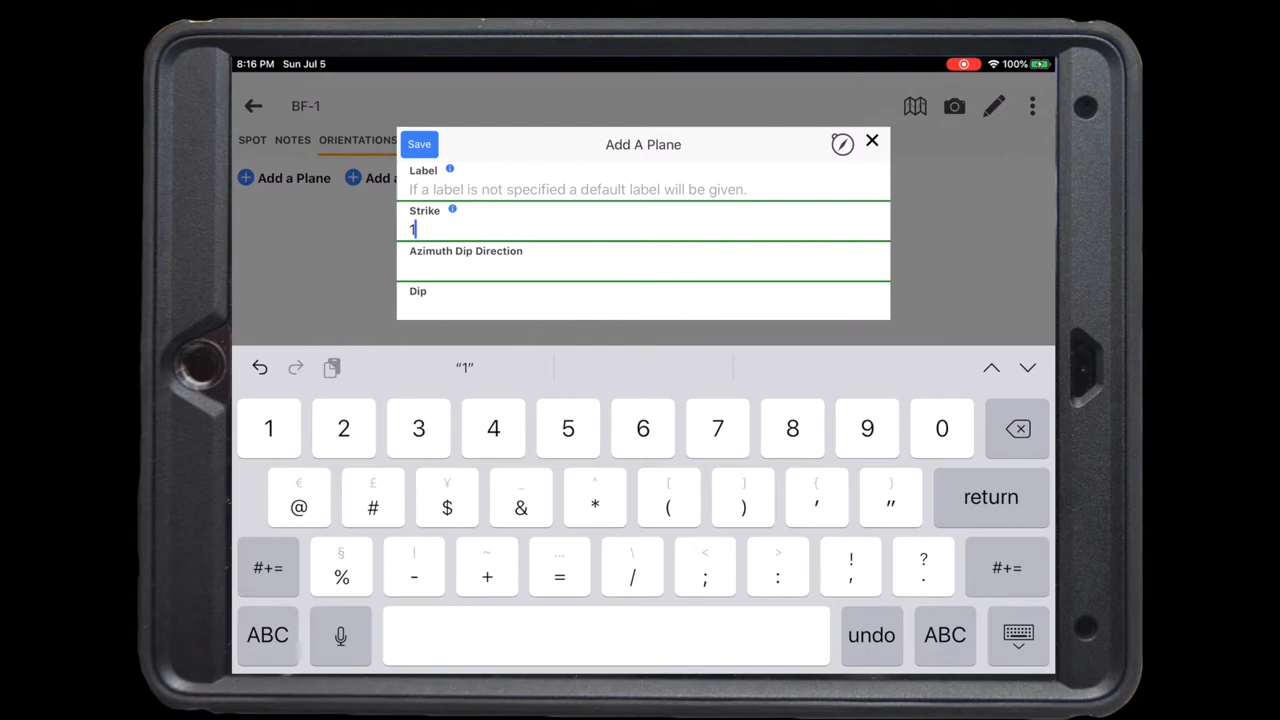 8:16 PM Sun Jul 5
100%
BF-1
SPOT NOTES ORIENTATIONS
Add a Plane Add a
Save Add A Plane
Label
If a label is not specified a default label will be given.
Strike
1
Azimuth Dip Direction
Dip
“1”
1 2 3 4 5 6 7 8 9 0
€ £ ¥ _ ^ [ ] { }
@ # $ & * ( ) ' " return
§ | ~ … \ < > ! ?
#+= % - + = / ; : , . #+=
ABC undo ABC